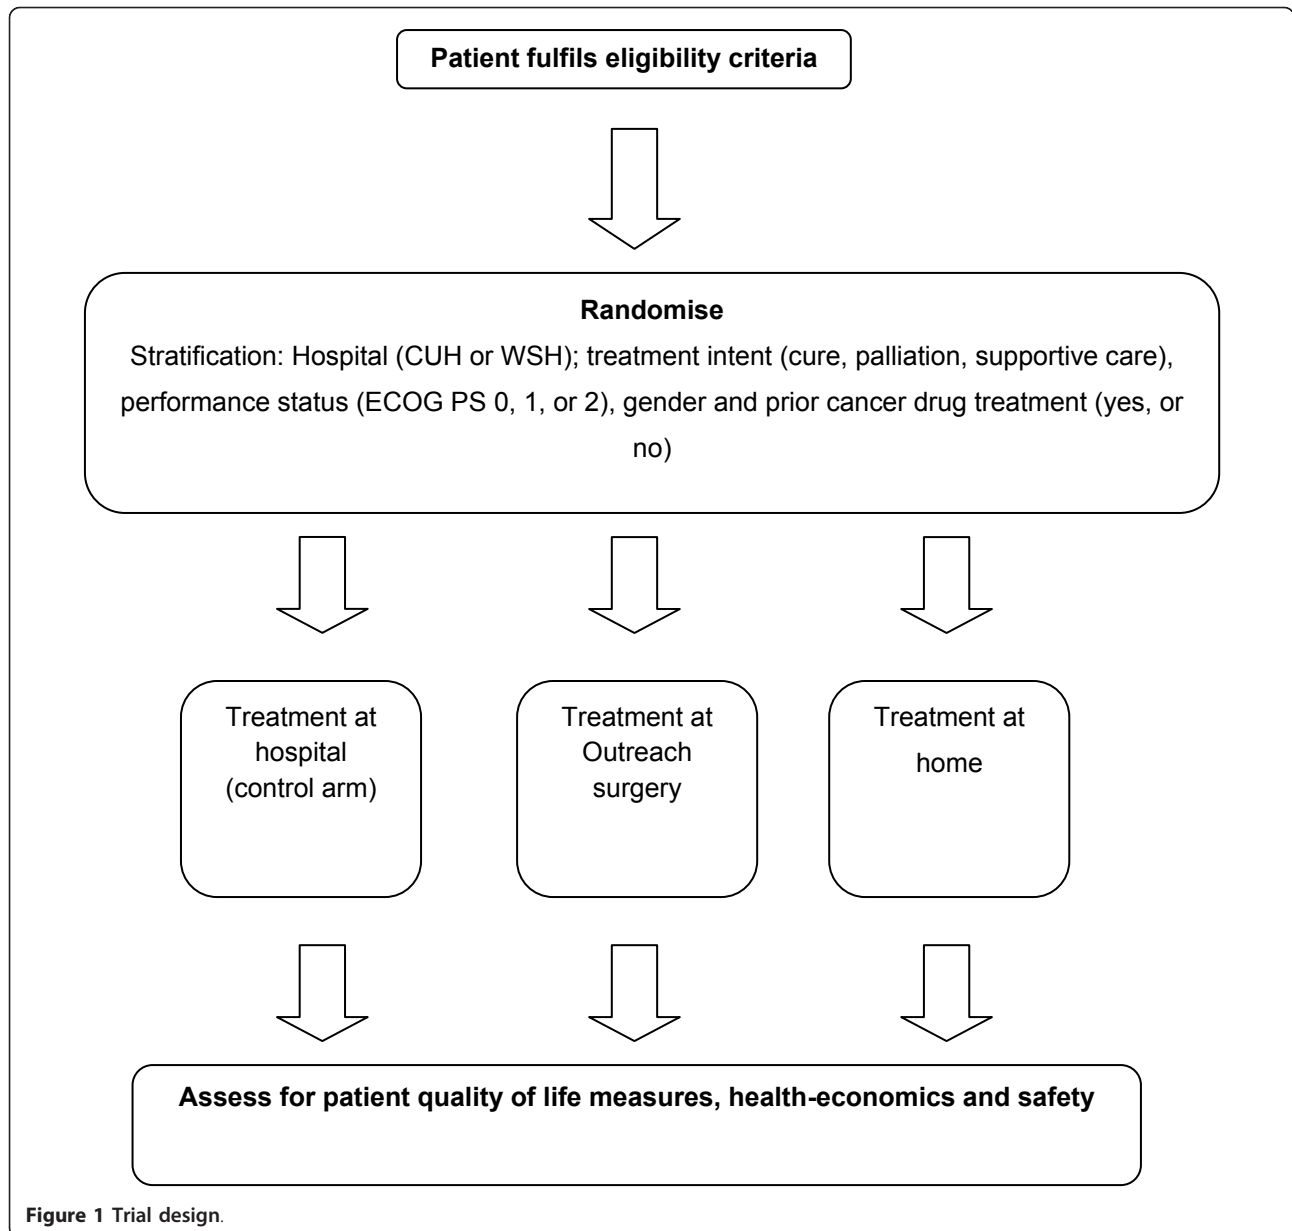 Patient fulfils eligibility criteria
Randomise
Stratification: Hospital (CUH or WSH); treatment intent (cure, palliation, supportive care),
performance status (ECOG PS 0, 1, or 2), gender and prior cancer drug treatment (yes, or
no)
Treatment at
hospital
(control arm)
Treatment at
Outreach
surgery
Treatment at
home
Assess for patient quality of life measures, health-economics and safety
Figure 1 Trial design.